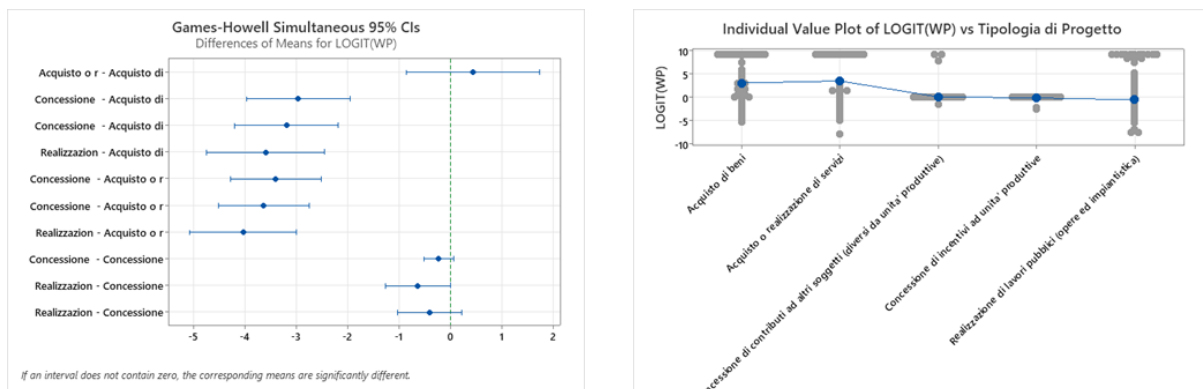 Games-Howell Simultaneous 95% CIs
Differences of Means for LOGIT(WP)
Acquisto o r - Acquisto di
Concessione - Acquisto di
Concessione - Acquisto di
Realizzazion - Acquisto di
Concessione - Acquisto o r
Concessione - Acquisto o r
Realizzazion - Acquisto o r
Concessione - Concessione
Realizzazion - Concessione
Realizzazion - Concessione
-5 -4 -3 -2 -1 0 1 2
If an interval does not contain zero, the corresponding means are significantly different.
Individual Value Plot of LOGIT(WP) vs Tipologia di Progetto
LOGIT(WP)
10
5
0
-5
-10
Acquisto di beni
Acquisto o realizzazione di servizi
cessione di contributi ad altri soggetti (diversi da unita' produttive)
Concessione di incentivi ad unita' produttive
Realizzazione di lavori pubblici (opere ed impiantistica)